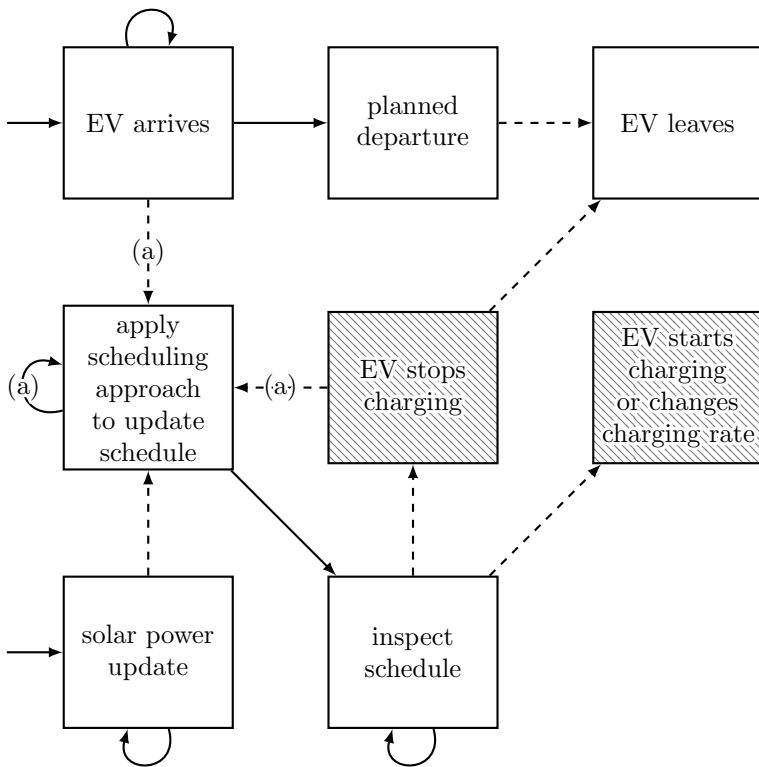 EV arrives
planned
departure
EV leaves
(a)
apply
scheduling
approach
to update
schedule
(a)
(a)
EV stops
charging
EV starts
charging
or changes
charging rate
solar power
update
inspect
schedule